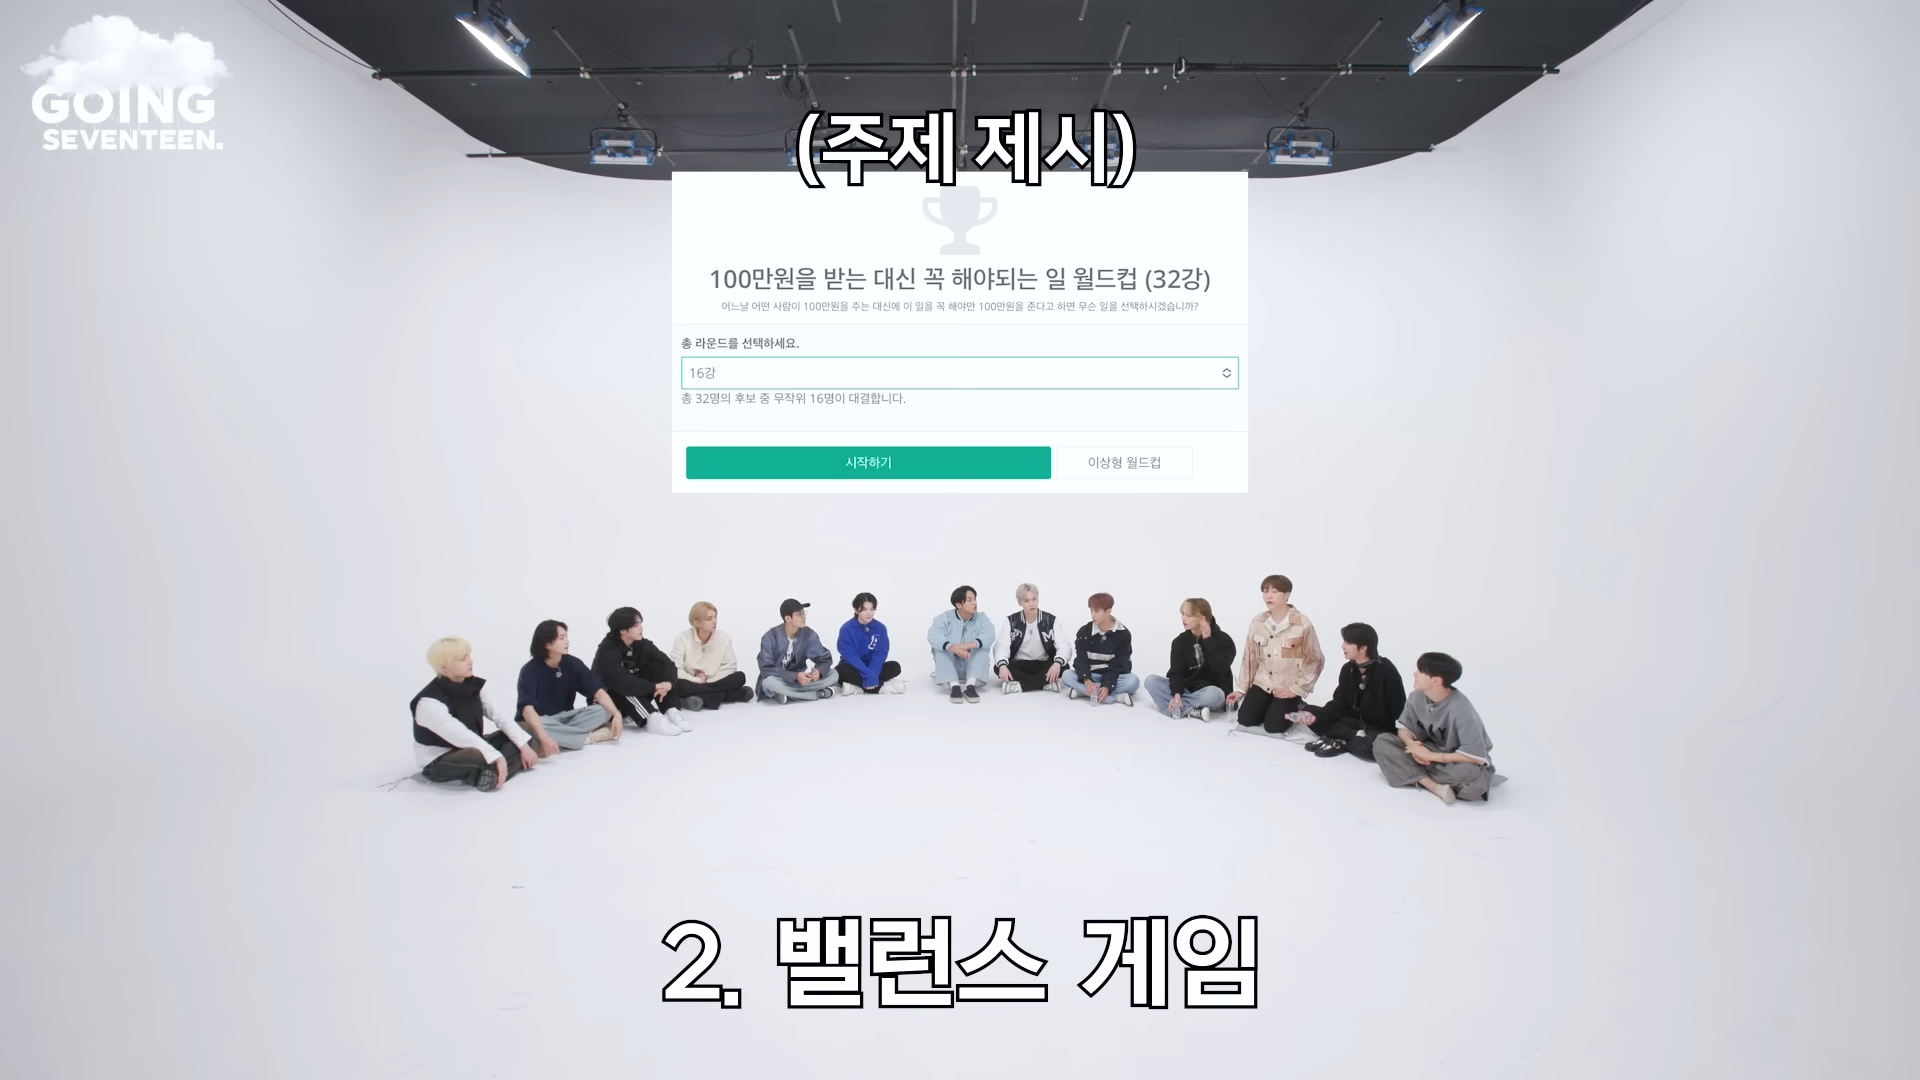 GOING
SEVENTEEN.
(주제 제시)
100만원을 받는 대신 꼭 해야되는 일 월드컵 (32강)
어느날 어떤 사람이 100만원을 주는 대신에 이 일을 꼭 해야만 100만원을 준다고 하면 무슨 일을 선택하시겠습니까?
총 라운드를 선택하세요.
16강
총 32명의 후보 중 무작위 16명이 대결합니다.
시작하기
이상형 월드컵
M
2. 밸런스 게임